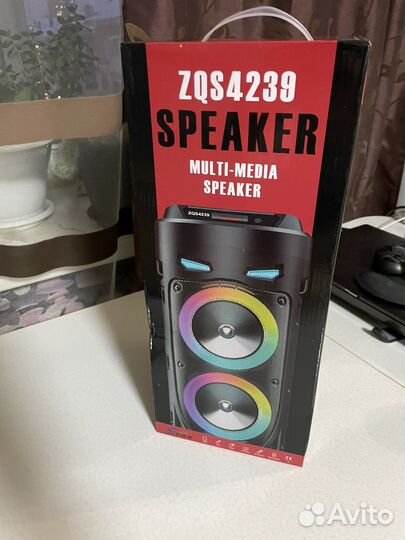 ZQS4239
SPEAKER
MULTI-MEDIA
SPEAKER
ZQS4239
Avito